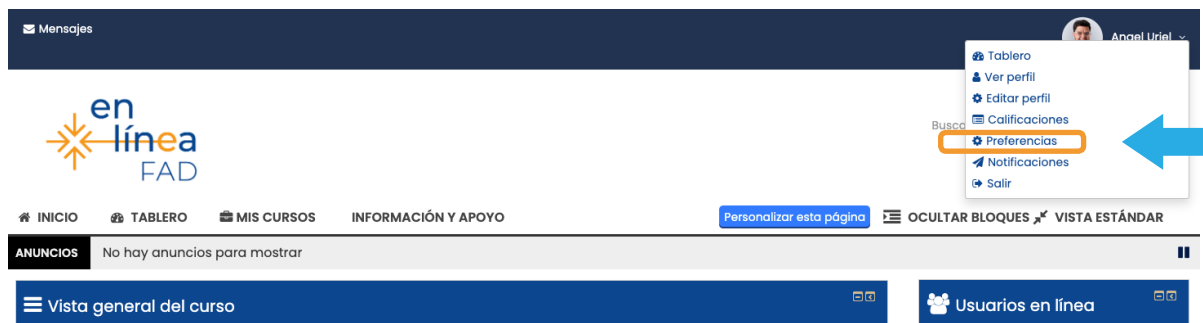 Mensajes
Angel Uriel
Tablero
Ver perfil
Editar perfil
Calificaciones
Preferencias
Notificaciones
Salir
en
línea
FAD
Busca
INICIO TABLERO MIS CURSOS INFORMACIÓN Y APOYO Personalizar esta página OCULTAR BLOQUES VISTA ESTÁNDAR
ANUNCIOS No hay anuncios para mostrar
Vista general del curso
Usuarios en línea